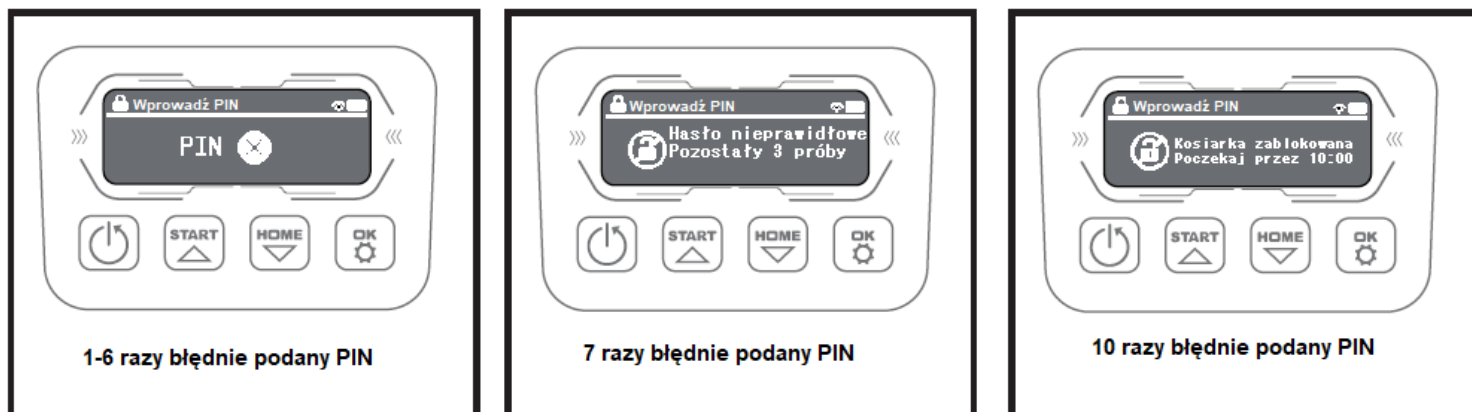 Wprowadź PIN
PIN
START
HOME
OK
1-6 razy błędnie podany PIN
Wprowadź PIN
Hasło nieprawidłowe
Pozostały 3 próby
START
HOME
OK
7 razy błędnie podany PIN
Wprowadź PIN
Kosiarka zablokowana
Poczekaj przez 10:00
START
HOME
OK
10 razy błędnie podany PIN